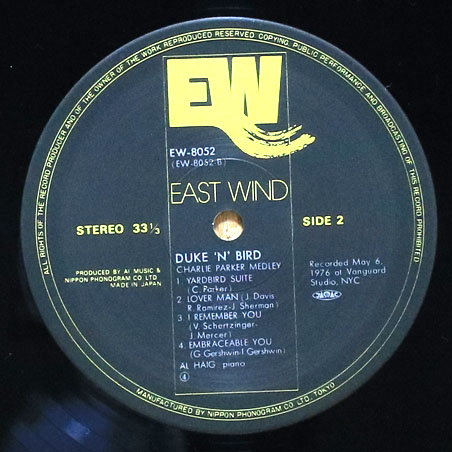 ALL RIGHTS OF THE RECORD PRODUCER AND OF THE OWNER OF THE WORK REPRODUCED RESERVED COPYING, PUBLIC PERFORMANCE AND BROADCASTING OF THIS RECORD PROHIBITED
EW
EW-8052
(EW-8052 B)
EAST WIND
STEREO 33 1/3
SIDE 2
DUKE 'N' BIRD
CHARLIE PARKER MEDLEY
1 YARDBIRD SUITE
(C. Parker)
2 LOVER MAN (J. Davis
R. Ramirez-J. Sherman)
3 I REMEMBER YOU
(V. Schertzinger-
J. Mercer)
4. EMBRACEABLE YOU
(G. Gershwin-I. Gershwin)
AL HAIG piano
4
PRODUCED BY AI MUSIC &
NIPPON PHONOGRAM CO LTD
MADE IN JAPAN
Recorded May 6,
1976 at Vanguard
Studio, NYC
JASRAC
MANUFACTURED BY NIPPON PHONOGRAM CO LTD, TOKYO